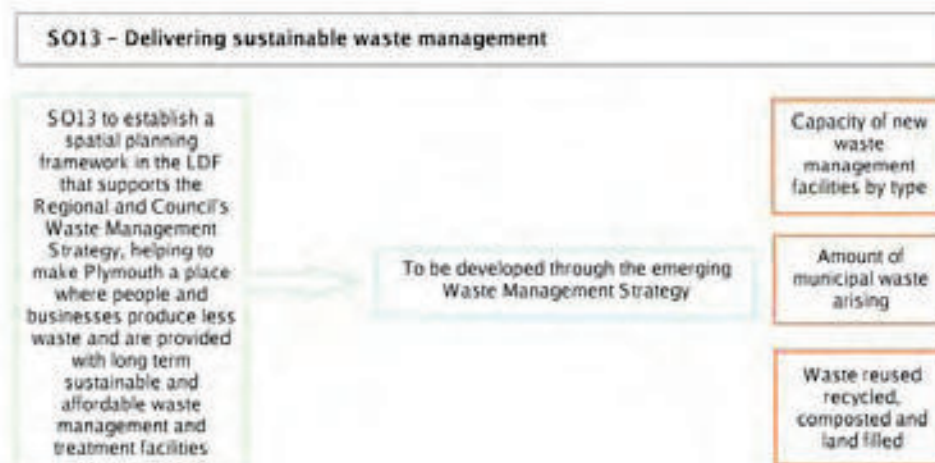 SO13 - Delivering sustainable waste management
SO13 to establish a
spatial planning
framework in the LDF
that supports the
Regional and Council's
Waste Management
Strategy, helping to
make Plymouth a place
where people and
businesses produce less
waste and are provided
with long term
sustainable and
affordable waste
management and
treatment facilities
To be developed through the emerging
Waste Management Strategy
Capacity of new
waste
management
facilities by type
Amount of
municipal waste
arising
Waste reused
recycled,
composted and
land filled